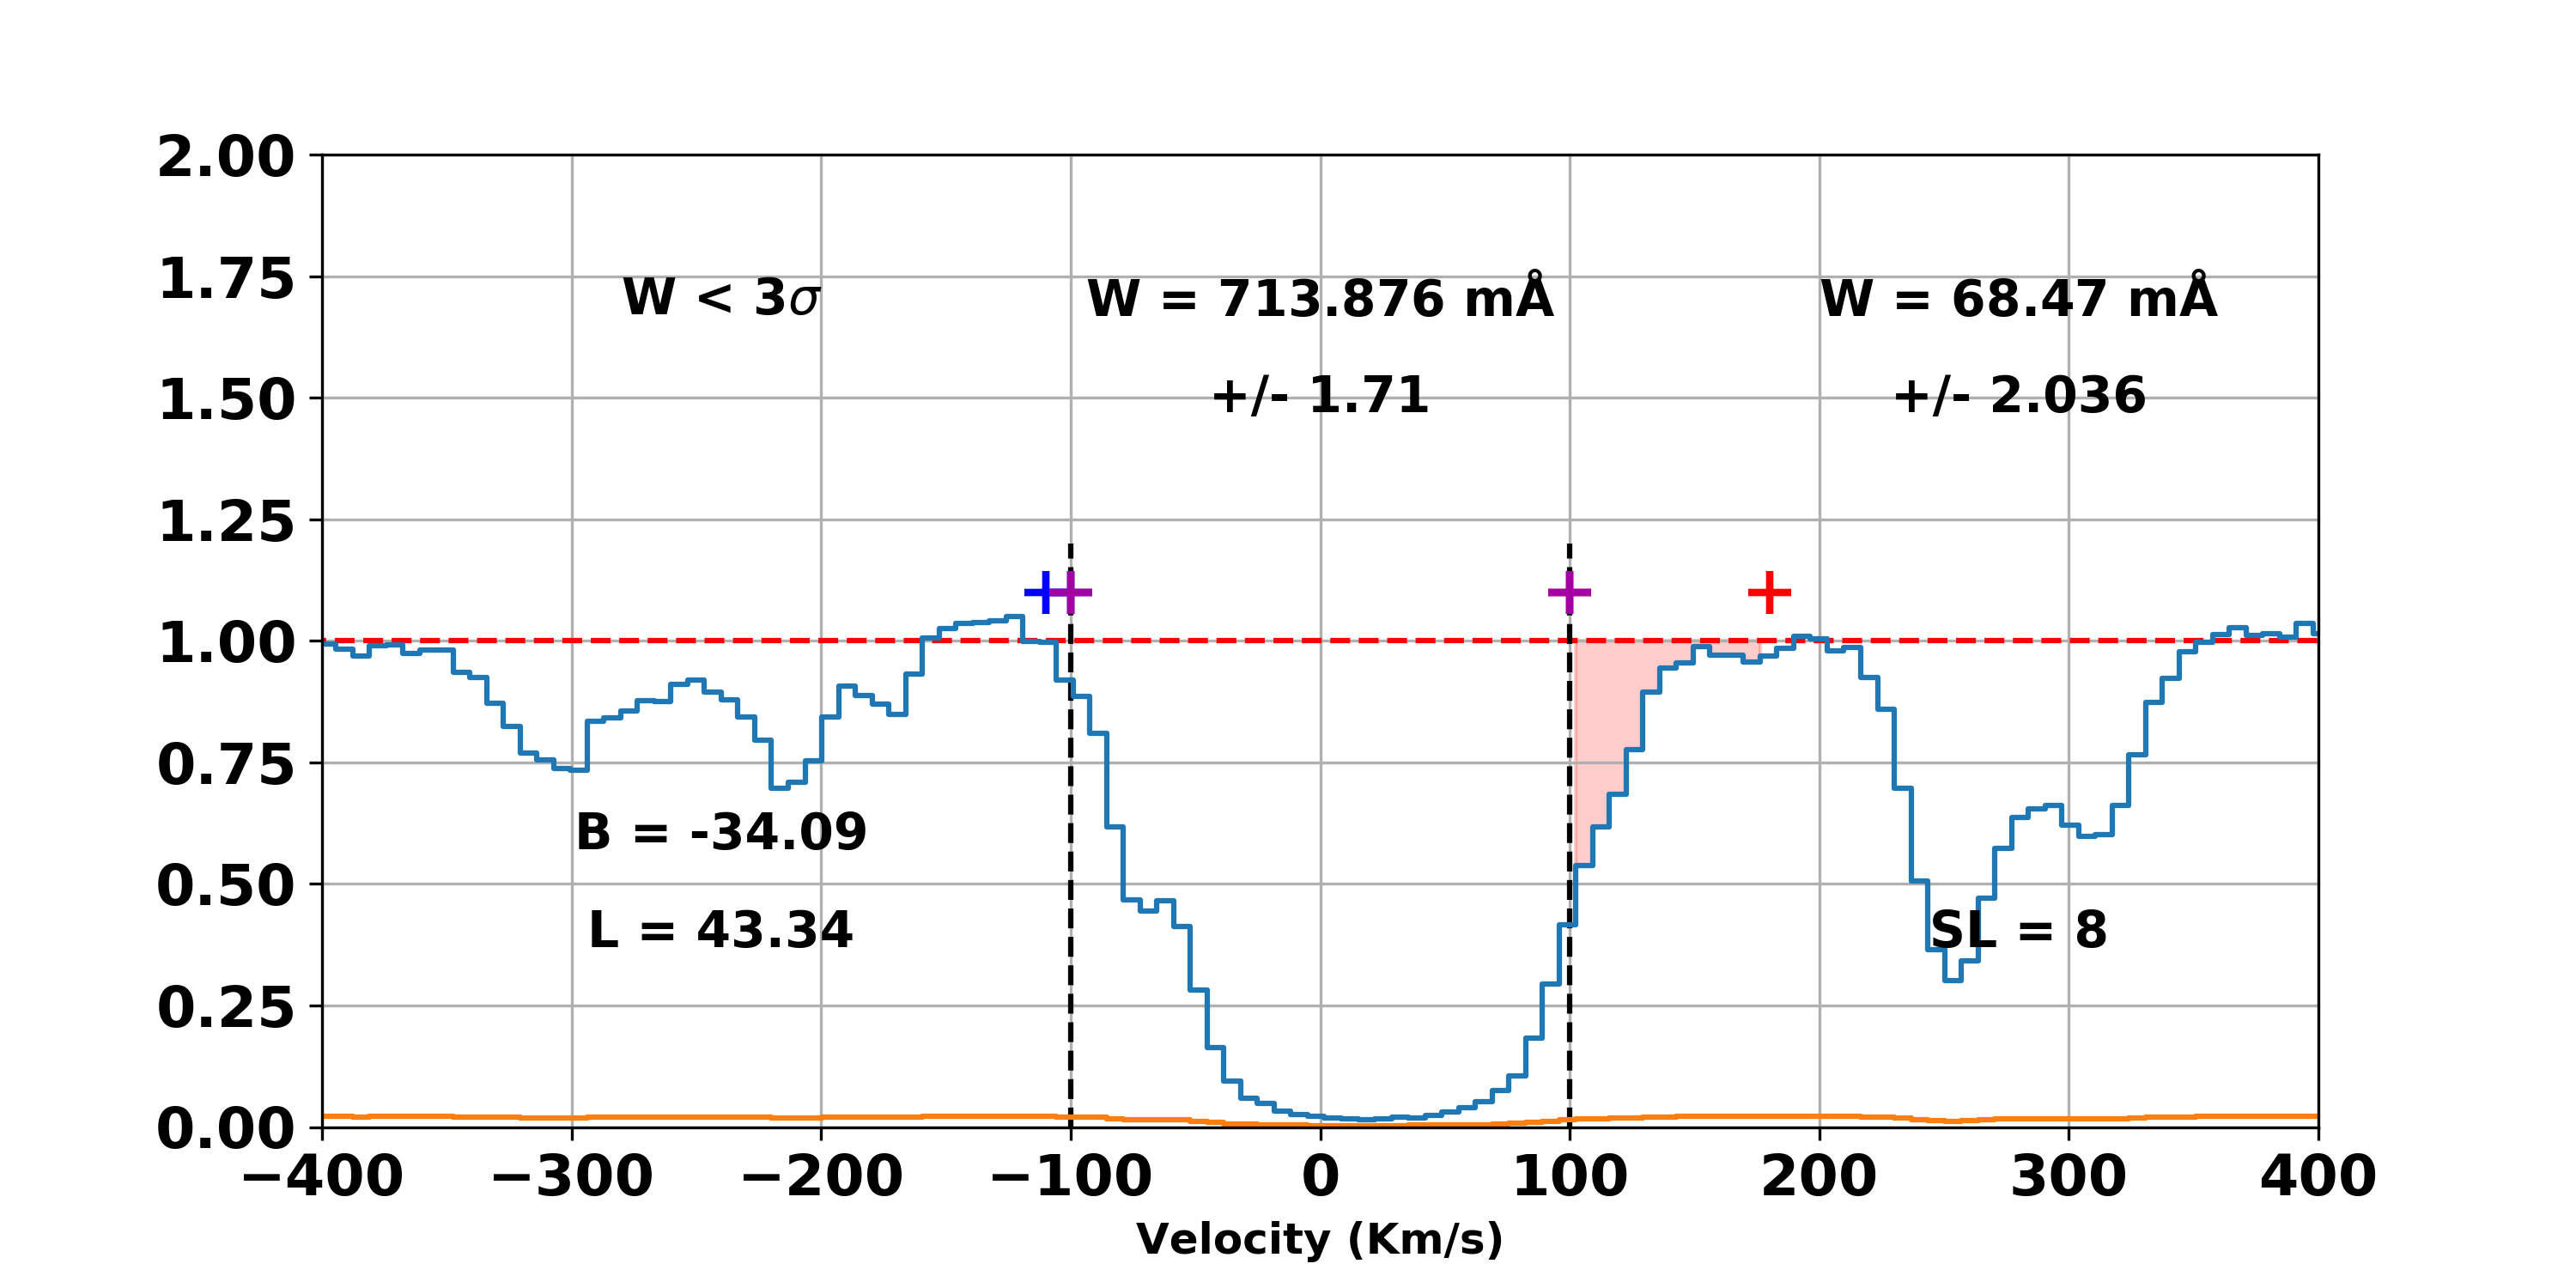 2.00
1.75
1.50
1.25
1.00
0.75
0.50
0.25
0.00
W < 3σ
W = 713.876 mÅ
+/- 1.71
W = 68.47 mÅ
+/- 2.036
B = -34.09
L = 43.34
SL = 8
−400 −300 −200 −100 0 100 200 300 400
Velocity (Km/s)